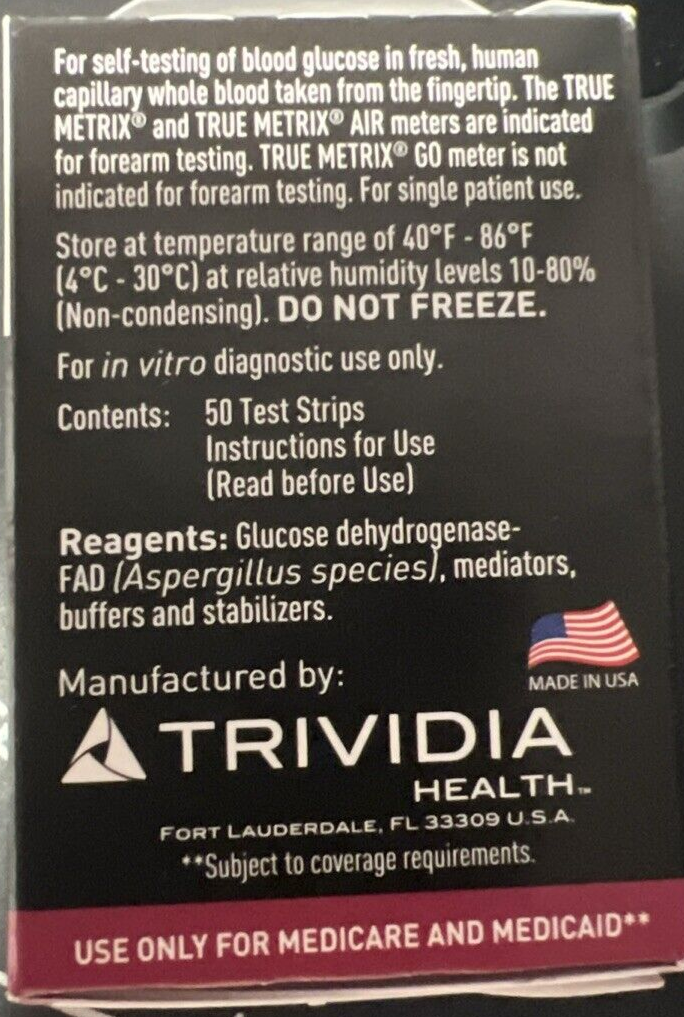 For self-testing of blood glucose in fresh, human
capillary whole blood taken from the fingertip. The TRUE
METRIX® and TRUE METRIX® AIR meters are indicated
for forearm testing. TRUE METRIX® GO meter is not
indicated for forearm testing. For single patient use.
Store at temperature range of 40°F - 86°F
(4°C - 30°C) at relative humidity levels 10-80%
(Non-condensing). DO NOT FREEZE.
For in vitro diagnostic use only.
Contents: 50 Test Strips
Instructions for Use
(Read before Use)
Reagents: Glucose dehydrogenase-
FAD (Aspergillus species), mediators,
buffers and stabilizers.
Manufactured by:
MADE IN USA
TRIVIDIA
HEALTH™
FORT LAUDERDALE, FL 33309 U.S.A.
**Subject to coverage requirements.
USE ONLY FOR MEDICARE AND MEDICAID**